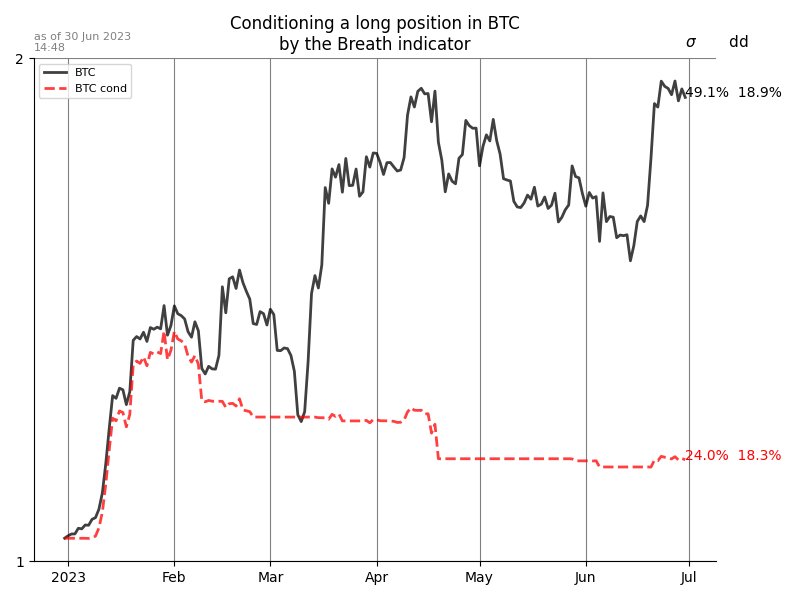 Conditioning a long position in BTC
by the Breath indicator
as of 30 Jun 2023
14:48
σ dd
2
BTC
BTC cond
49.1% 18.9%
24.0% 18.3%
1
2023 Feb Mar Apr May Jun Jul